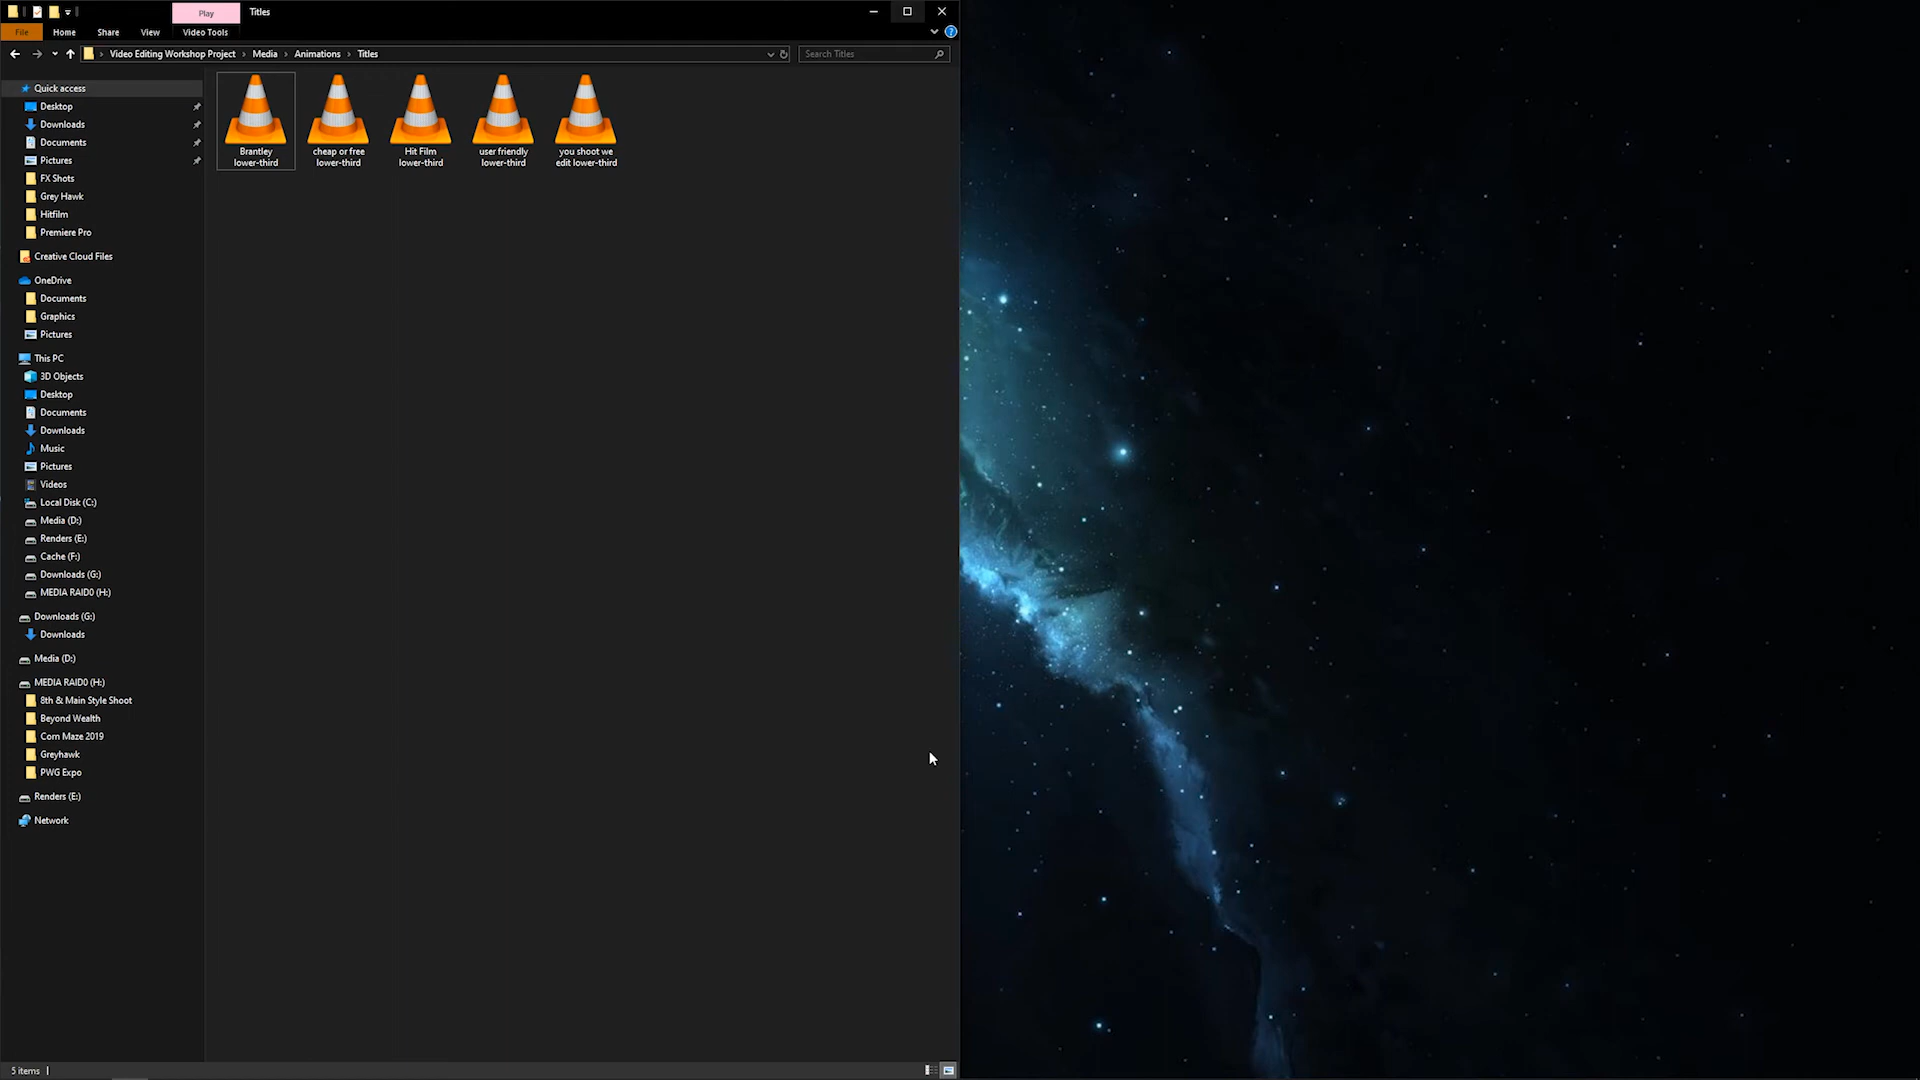 Play
Titles
File
Home
Share
View
Video Tools
Video Editing Workshop Project
Media
Animations
Titles
Search Titles
Quick access
Desktop
Downloads
Documents
Pictures
FX Shots
Grey Hawk
Hitfilm
Premiere Pro
Creative Cloud Files
OneDrive
Documents
Graphics
Pictures
This PC
3D Objects
Desktop
Documents
Downloads
Music
Pictures
Videos
Local Disk (C:)
Media (D:)
Renders (E:)
Cache (F:)
Downloads (G:)
MEDIA RAID0 (H:)
Downloads (G:)
Downloads
Media (D:)
MEDIA RAID0 (H:)
8th & Main Style Shoot
Beyond Wealth
Corn Maze 2019
Greyhawk
PWG Expo
Renders (E:)
Network
Brantley
lower-third
cheap or free
lower-third
Hit Film
lower-third
user friendly
lower-third
you shoot we
edit lower-third
5 items